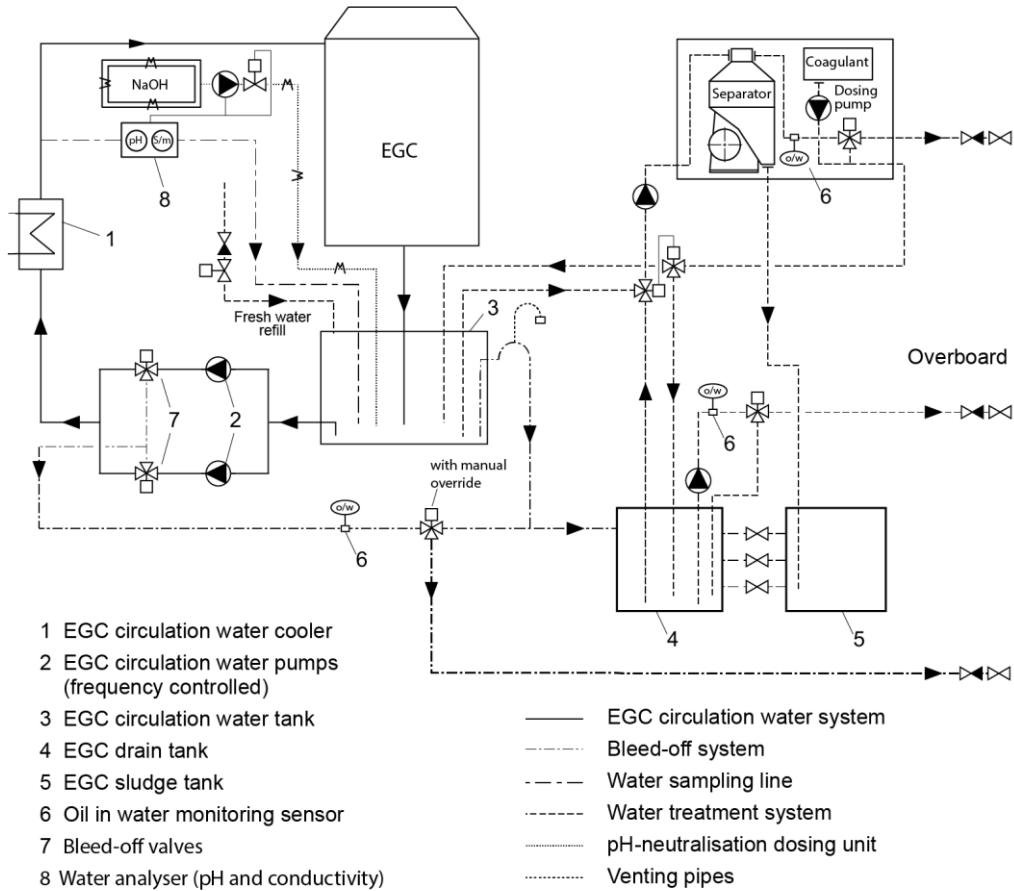 NaOH
pH
S/m
8
1
EGC
Separator
Coagulant
Dosing
pump
o/w
6
Fresh water
refill
3
Overboard
7
2
o/w
6
with manual
override
o/w
6
4
5
1 EGC circulation water cooler
2 EGC circulation water pumps
(frequency controlled)
3 EGC circulation water tank
4 EGC drain tank
5 EGC sludge tank
6 Oil in water monitoring sensor
7 Bleed-off valves
8 Water analyser (pH and conductivity)
EGC circulation water system
Bleed-off system
Water sampling line
Water treatment system
pH-neutralisation dosing unit
Venting pipes